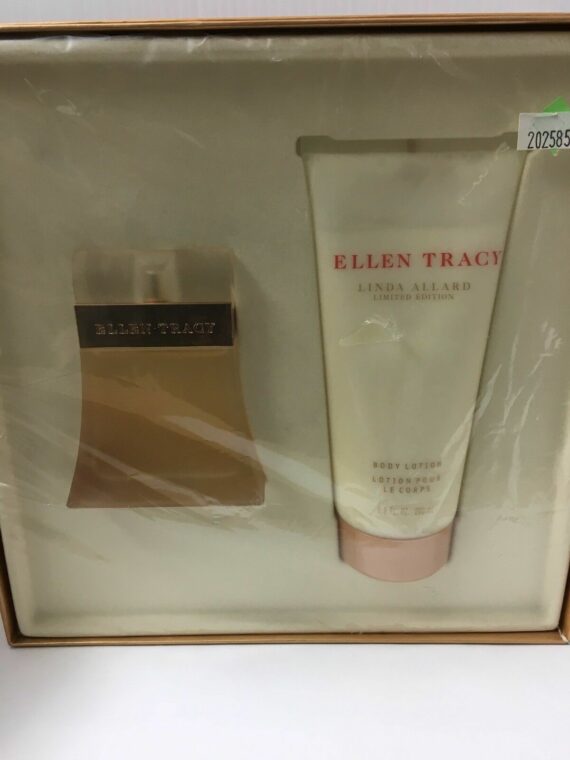 202585
ELLEN TRACY
LINDA ALLARD
LIMITED EDITION
ELLEN TRACY
BODY LOTION
LOTION POUR
LE CORPS